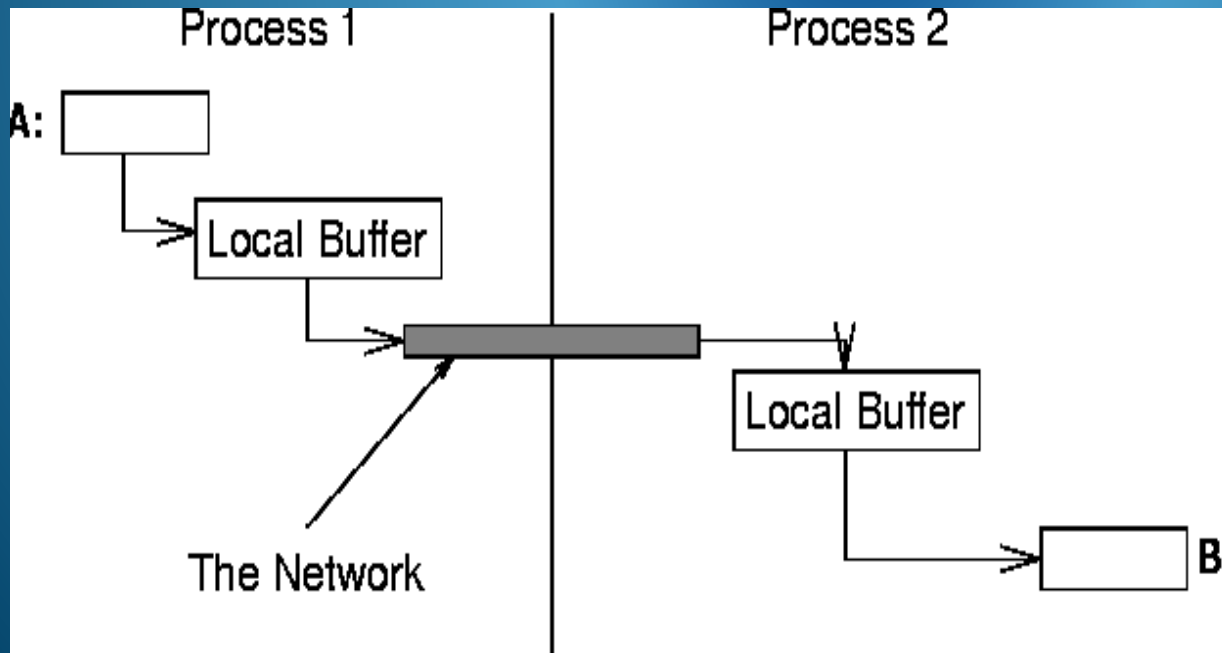 Process 1
Process 2
A:
Local Buffer
Local Buffer
The Network
B